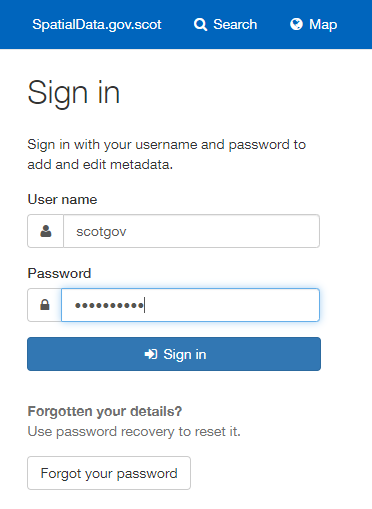 SpatialData.gov.scot Search Map
Sign in
Sign in with your username and password to
add and edit metadata.
User name
scotgov
Password
••••••••••
Sign in
Forgotten your details?
Use password recovery to reset it.
Forgot your password